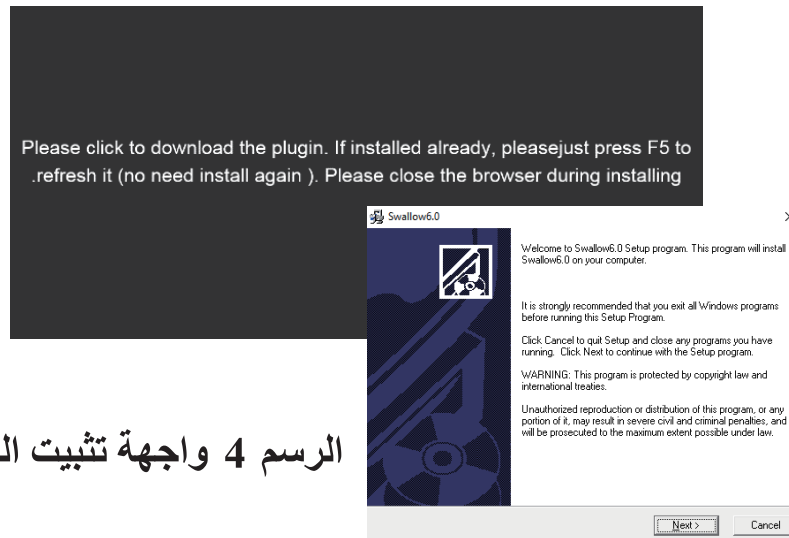 Please click to download the plugin. If installed already, pleasejust press F5 to
.refresh it (no need install again ). Please close the browser during installing
Swallow6.0
Welcome to Swallow6.0 Setup program. This program will install
Swallow6.0 on your computer.
It is strongly recommended that you exit all Windows programs
before running this Setup Program.
Click Cancel to quit Setup and close any programs you have
running. Click Next to continue with the Setup program.
WARNING: This program is protected by copyright law and
international treaties.
Unauthorized reproduction or distribution of this program, or any
portion of it, may result in severe civil and criminal penalties, and
will be prosecuted to the maximum extent possible under law.
الرسم 4 واجهة تثبيت
Next >
Cancel